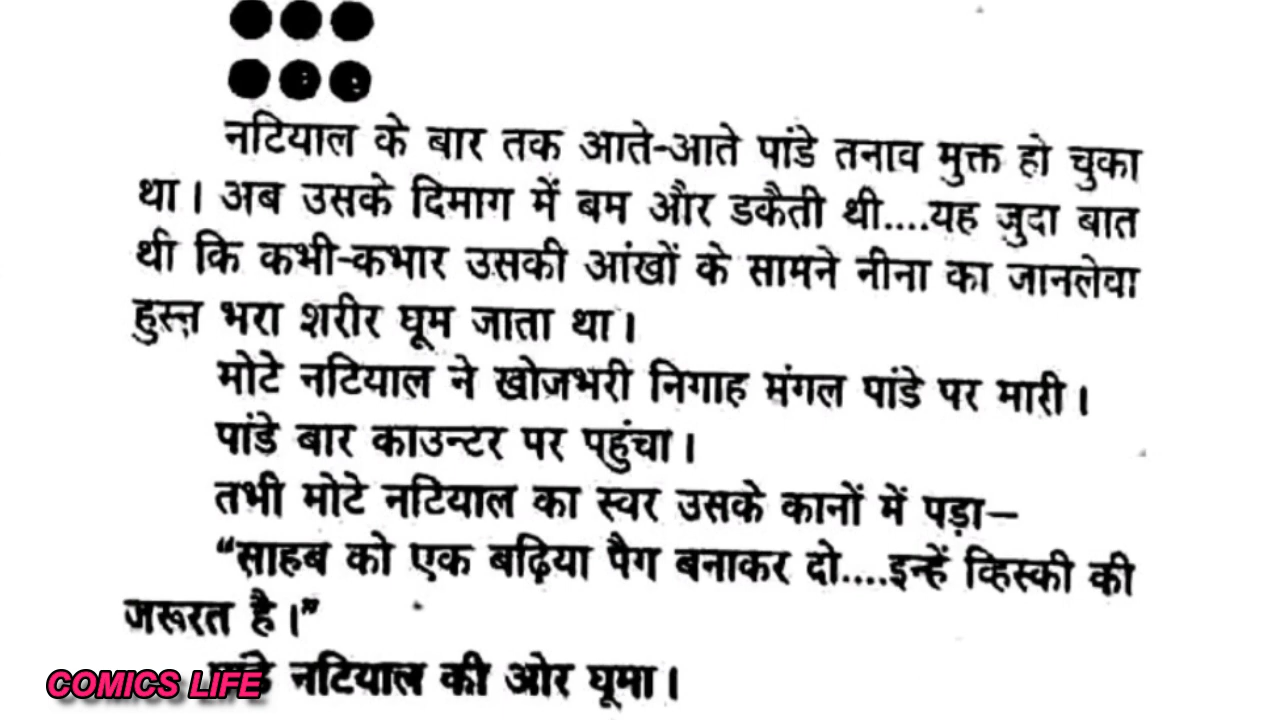 नटियाल के बार तक आते-आते पांडे तनाव मुक्त हो चुका
था। अब उसके दिमाग में बम और डकैती थी....यह जुदा बात
थी कि कभी-कभार उसकी आंखों के सामने नीना का जानलेवा
हुस्न भरा शरीर घूम जाता था।
मोटे नटियाल ने खोजभरी निगाह मंगल पांडे पर मारी।
पांडे बार काउन्टर पर पहुंचा।
तभी मोटे नटियाल का स्वर उसके कानों में पड़ा—
“साहब को एक बढ़िया पैग बनाकर दो....इन्हें व्हिस्की की
जरूरत है।”
नटियाल की ओर घूमा।
COMICS LIFE